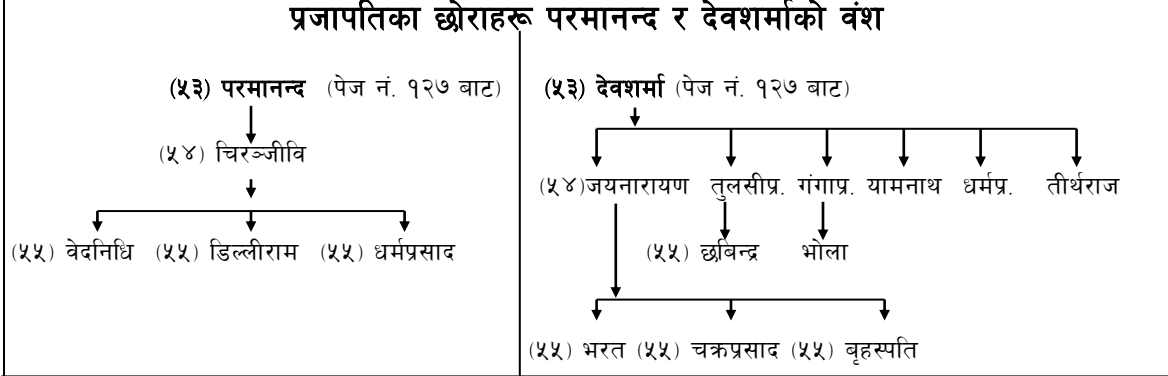 प्रजापतिका छोराहरू परमानन्द र देवशर्माको वंश
(५३) परमानन्द (पेज नं. १२७ बाट)
(५४) चिरञ्जीवि
(५५) वेदनिधि (५५) डिल्लीराम (५५) धर्मप्रसाद
(५३) देवशर्मा (पेज नं. १२७ बाट)
(५४)जयनारायण तुलसीप्र. गंगाप्र. यामनाथ धर्मप्र. तीर्थराज
(५५) छबिन्द्र भोला
(५५) भरत (५५) चक्रप्रसाद (५५) बृहस्पति